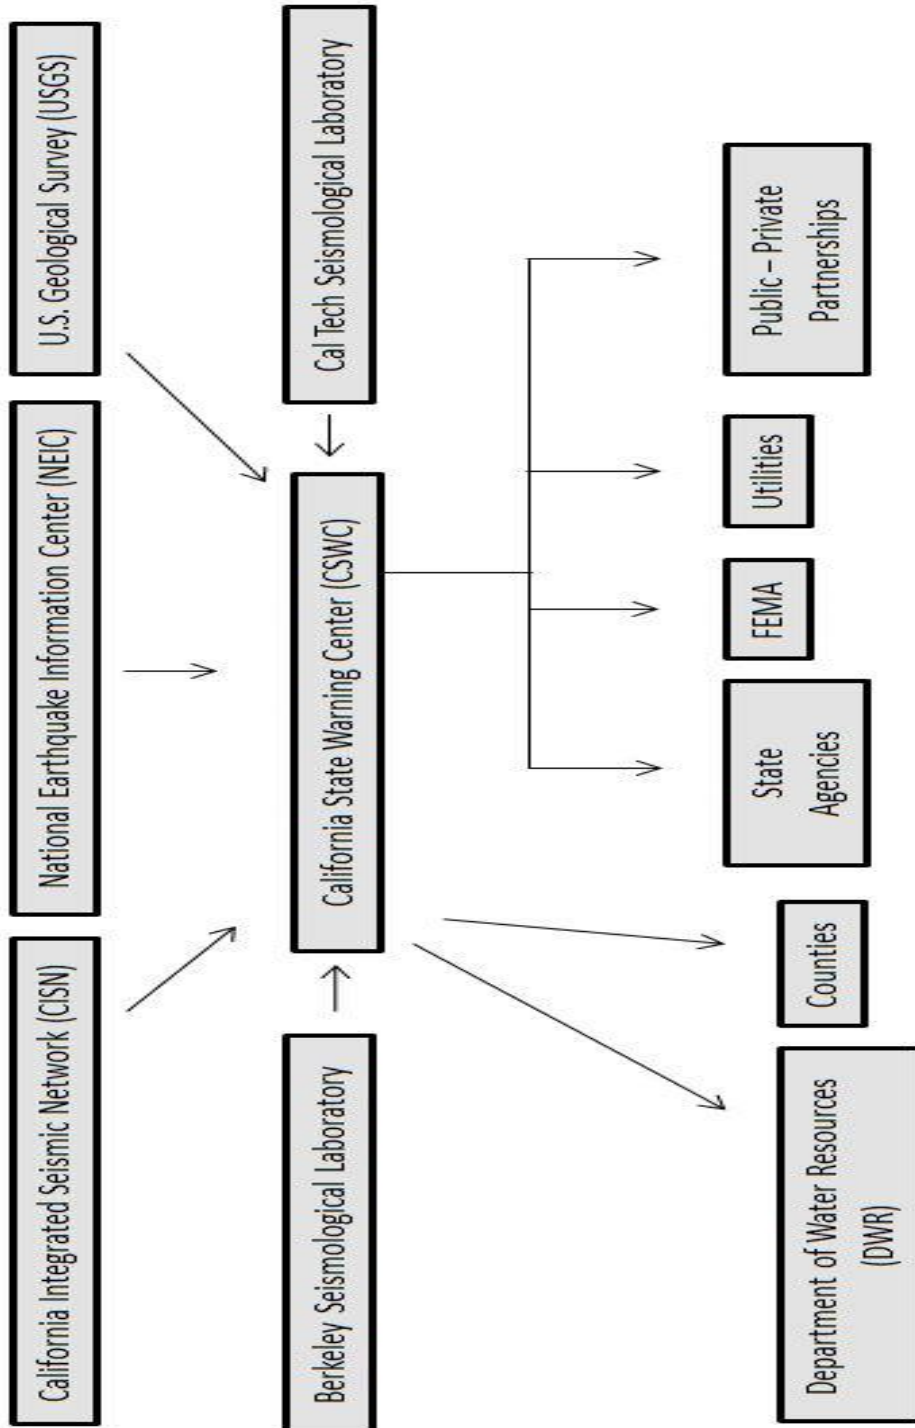 California Integrated Seismic Network (CISN)
National Earthquake Information Center (NEIC)
U.S. Geological Survey (USGS)
Berkeley Seismological Laboratory
California State Warning Center (CSWC)
Cal Tech Seismological Laboratory
Department of Water Resources
(DWR)
Counties
State
Agencies
FEMA
Utilities
Public – Private
Partnerships